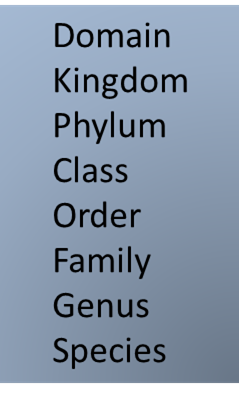 Domain
Kingdom
Phylum
Class
Order
Family
Genus
Species